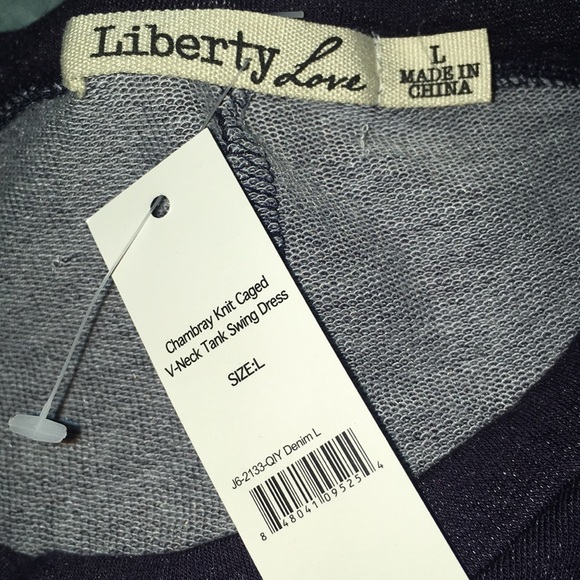 Liberty Love
L
MADE IN
CHINA
Chambray Knit Caged
V-Neck Tank Swing Dress
SIZE:L
J6-2133-QIY Denim L
8 48041 09525 4